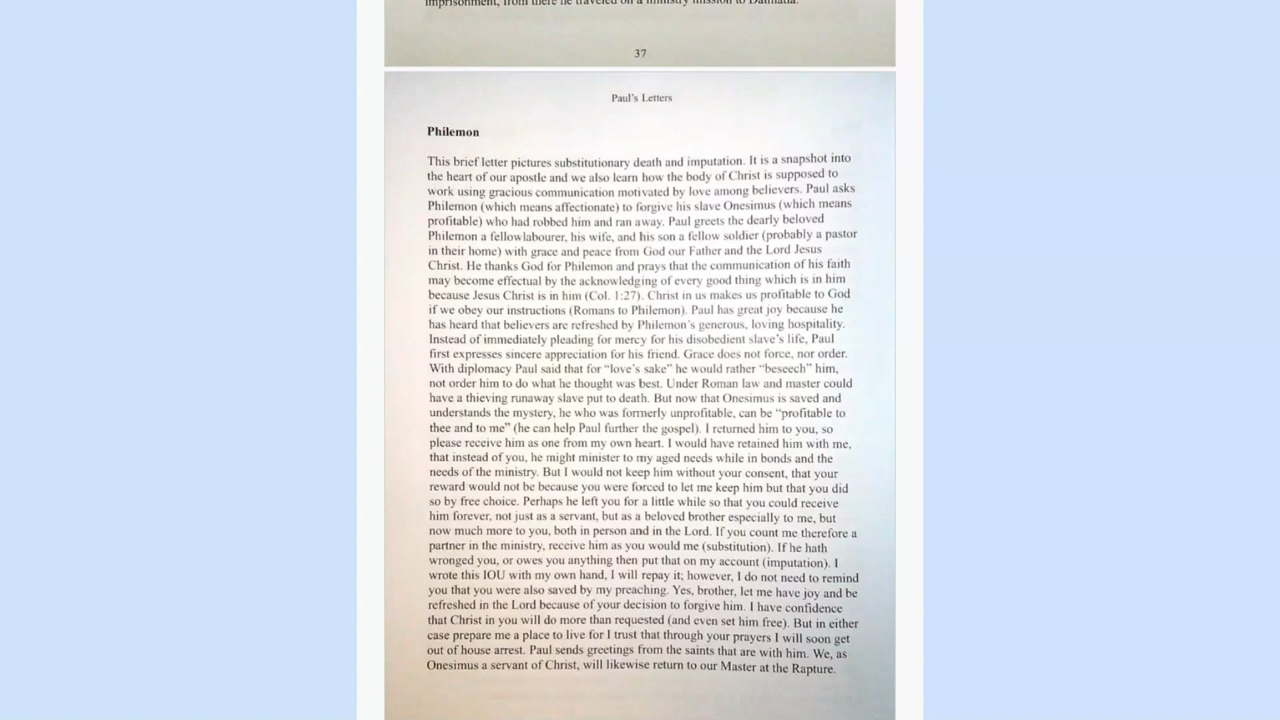 imprisonment, from there he traveled on a ministry mission to Dalmatia.
37
Paul's Letters
Philemon
This brief letter pictures substitutionary death and imputation. It is a snapshot into
the heart of our apostle and we also learn how the body of Christ is supposed to
work using gracious communication motivated by love among believers. Paul asks
Philemon (which means affectionate) to forgive his slave Onesimus (which means
profitable) who had robbed him and ran away. Paul greets the dearly beloved
Philemon a fellowlabourer, his wife, and his son a fellow soldier (probably a pastor
in their home) with grace and peace from God our Father and the Lord Jesus
Christ. He thanks God for Philemon and prays that the communication of his faith
may become effectual by the acknowledging of every good thing which is in him
because Jesus Christ is in him (Col. 1:27). Christ in us makes us profitable to God
if we obey our instructions (Romans to Philemon). Paul has great joy because he
has heard that believers are refreshed by Philemon's generous, loving hospitality.
Instead of immediately pleading for mercy for his disobedient slave's life, Paul
first expresses sincere appreciation for his friend. Grace does not force, nor order.
With diplomacy Paul said that for "love's sake" he would rather "beseech" him,
not order him to do what he thought was best. Under Roman law and master could
have a thieving runaway slave put to death. But now that Onesimus is saved and
understands the mystery, he who was formerly unprofitable, can be "profitable to
thee and to me" (he can help Paul further the gospel). I returned him to you, so
please receive him as one from my own heart. I would have retained him with me,
that instead of you, he might minister to my aged needs while in bonds and the
needs of the ministry. But I would not keep him without your consent, that your
reward would not be because you were forced to let me keep him but that you did
so by free choice. Perhaps he left you for a little while so that you could receive
him forever, not just as a servant, but as a beloved brother especially to me, but
now much more to you, both in person and in the Lord. If you count me therefore a
partner in the ministry, receive him as you would me (substitution). If he hath
wronged you, or owes you anything then put that on my account (imputation). I
wrote this IOU with my own hand, I will repay it; however, I do not need to remind
you that you were also saved by my preaching. Yes, brother, let me have joy and be
refreshed in the Lord because of your decision to forgive him. I have confidence
that Christ in you will do more than requested (and even set him free). But in either
case prepare me a place to live for I trust that through your prayers I will soon get
out of house arrest. Paul sends greetings from the saints that are with him. We, as
Onesimus a servant of Christ, will likewise return to our Master at the Rapture.